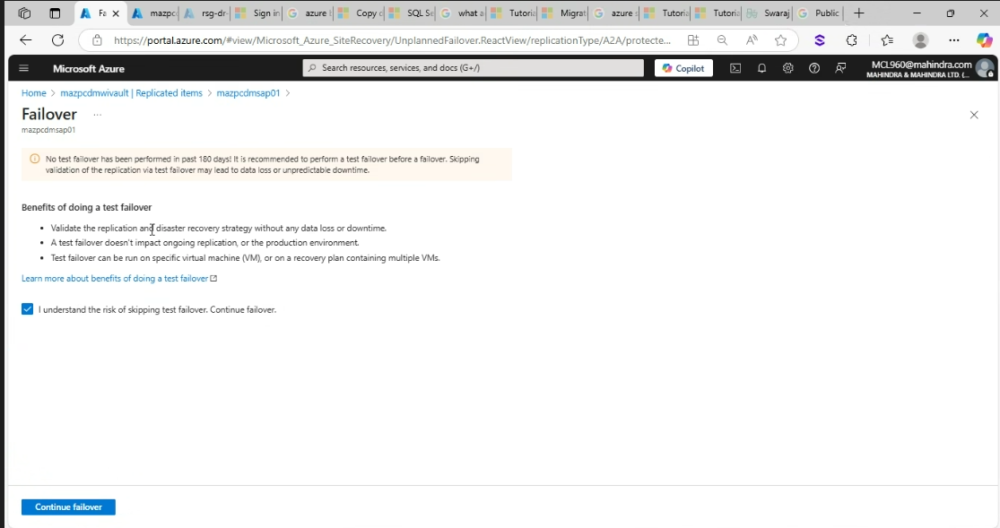 Fa
mazpc
rsg-dr-
Sign in
azure l
Copy c
SQL Se
what a
Tutoria
Migrat
azure s
Tutoria
Tutoria
Swaraj
Public
https://portal.azure.com/#view/Microsoft_Azure_SiteRecovery/UnplannedFailover.ReactView/replicationType/A2A/protecte...
Microsoft Azure
Search resources, services, and docs (G+/)
Copilot
MCL960@mahindra.com
MAHINDRA & MAHINDRA LTD. (...
Home > mazpcdmwivault | Replicated items > mazpcdmsap01 >
Failover ...
mazpcdmsap01
No test failover has been performed in past 180 days! It is recommended to perform a test failover before a failover. Skipping
validation of the replication via test failover may lead to data loss or unpredictable downtime.
Benefits of doing a test failover
• Validate the replication and disaster recovery strategy without any data loss or downtime.
• A test failover doesn't impact ongoing replication, or the production environment.
• Test failover can be run on specific virtual machine (VM), or on a recovery plan containing multiple VMs.
Learn more about benefits of doing a test failover
I understand the risk of skipping test failover. Continue failover.
Continue failover